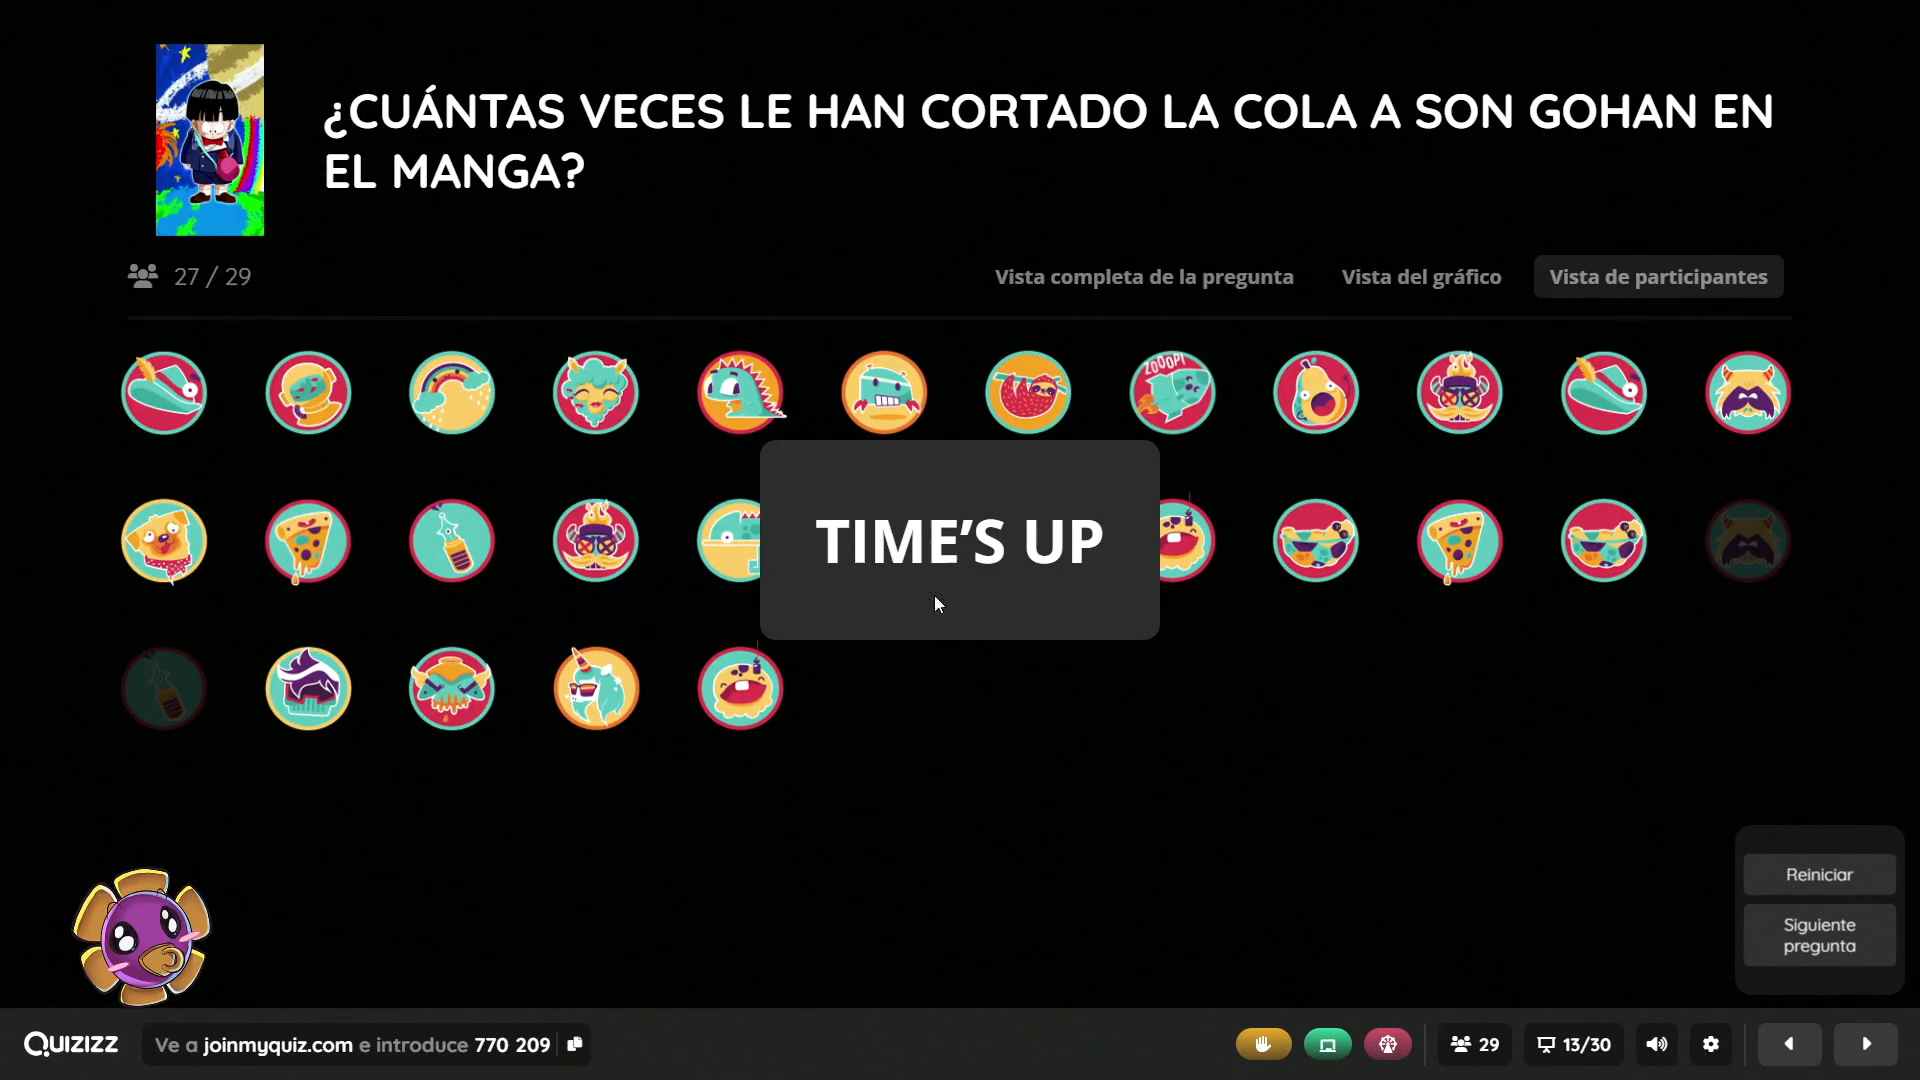 ¿CUÁNTAS VECES LE HAN CORTADO LA COLA A SON GOHAN EN
EL MANGA?
27 / 29
Vista completa de la pregunta
Vista del gráfico
Vista de participantes
ZOOOP!
TIME’S UP
Reiniciar
Siguiente
pregunta
QUIZIZZ
Ve a joinmyquiz.com e introduce 770 209
29
13/30